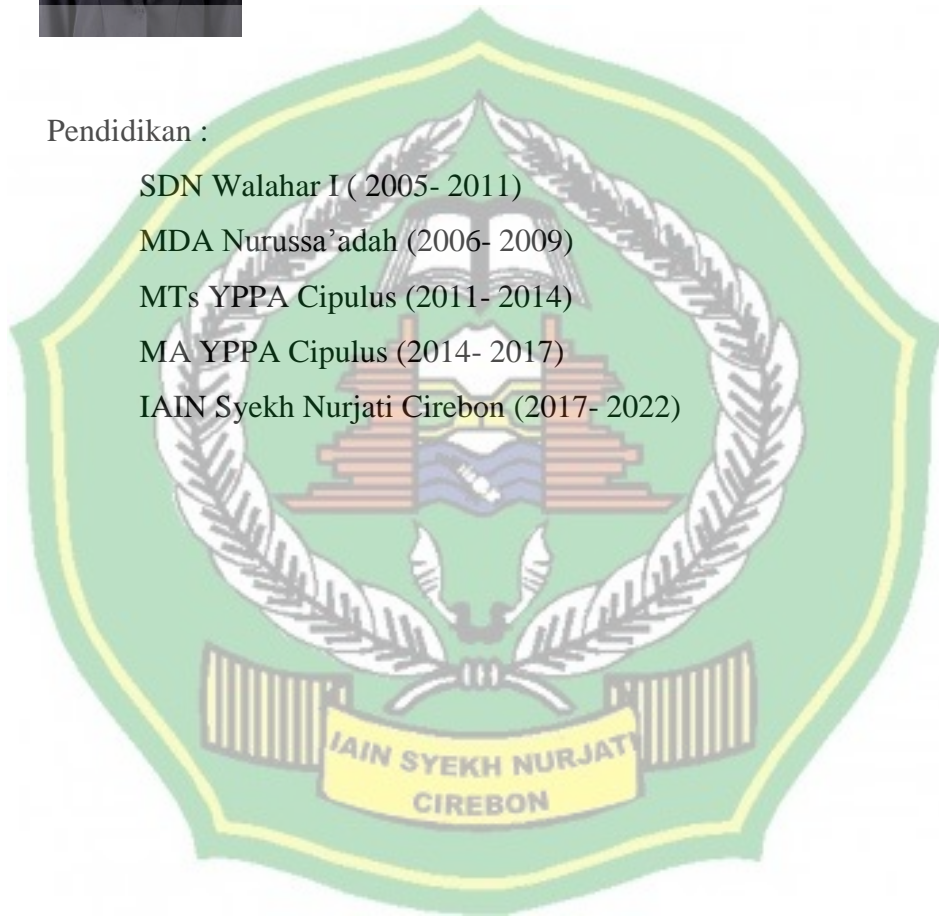 Pendidikan :
SDN Walahar I ( 2005- 2011)
MDA Nurussa’adah (2006- 2009)
MTs YPPA Cipulus (2011- 2014)
MA YPPA Cipulus (2014- 2017)
IAIN Syekh Nurjati Cirebon (2017- 2022)
IAIN SYEKH NURJATI
CIREBON